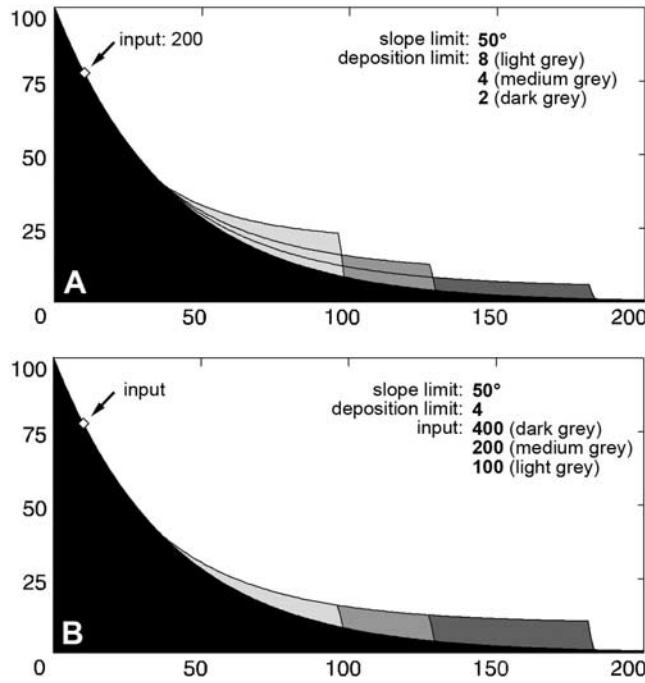 100
input: 200
slope limit: 50°
deposition limit: 8 (light grey)
4 (medium grey)
2 (dark grey)
75
50
25
A
0
50
100
150
200
100
input
slope limit: 50°
deposition limit: 4
input: 400 (dark grey)
200 (medium grey)
100 (light grey)
75
50
25
B
0
50
100
150
200